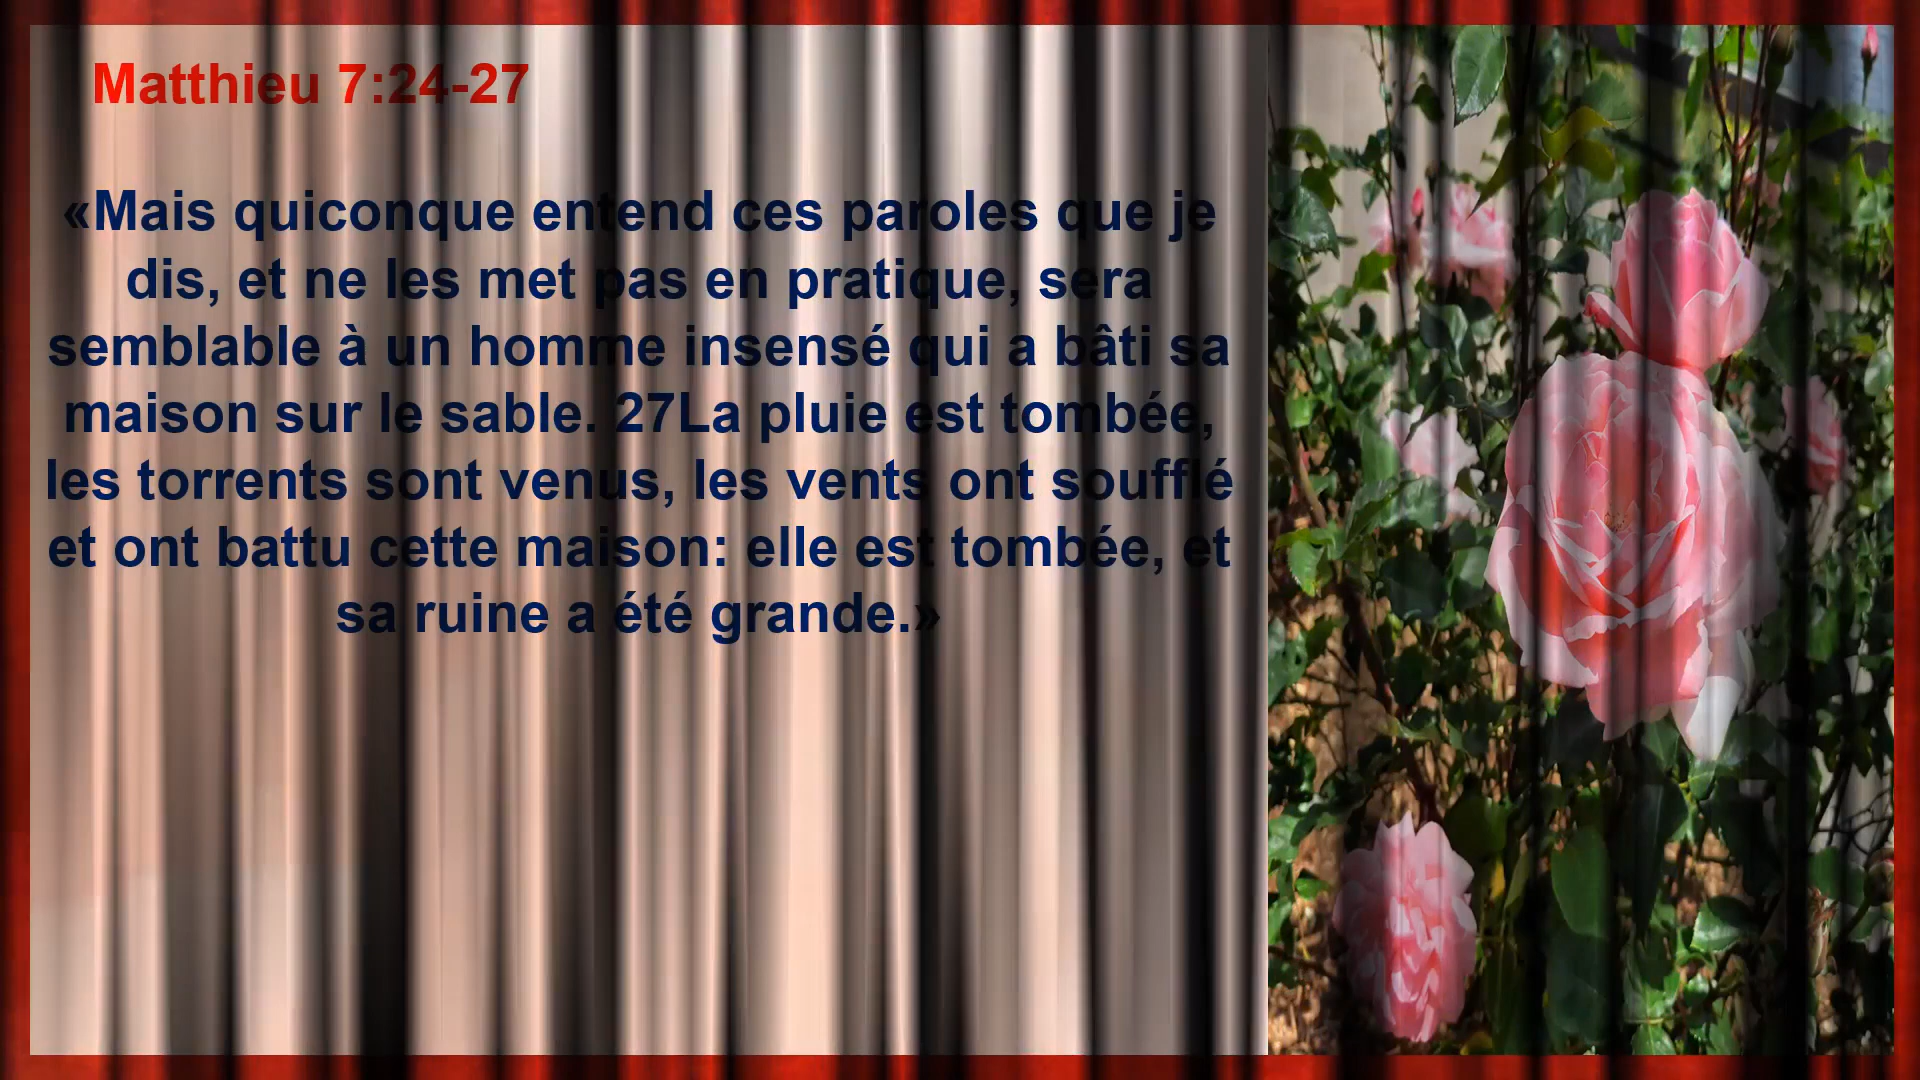 Matthieu 7:24-27
«Mais quiconque entend ces paroles que je
dis, et ne les met pas en pratique, sera
semblable à un homme insensé qui a bâti sa
maison sur le sable. 27La pluie est tombée,
les torrents sont venus, les vents ont soufflé
et ont battu cette maison: elle est tombée, et
sa ruine a été grande.»